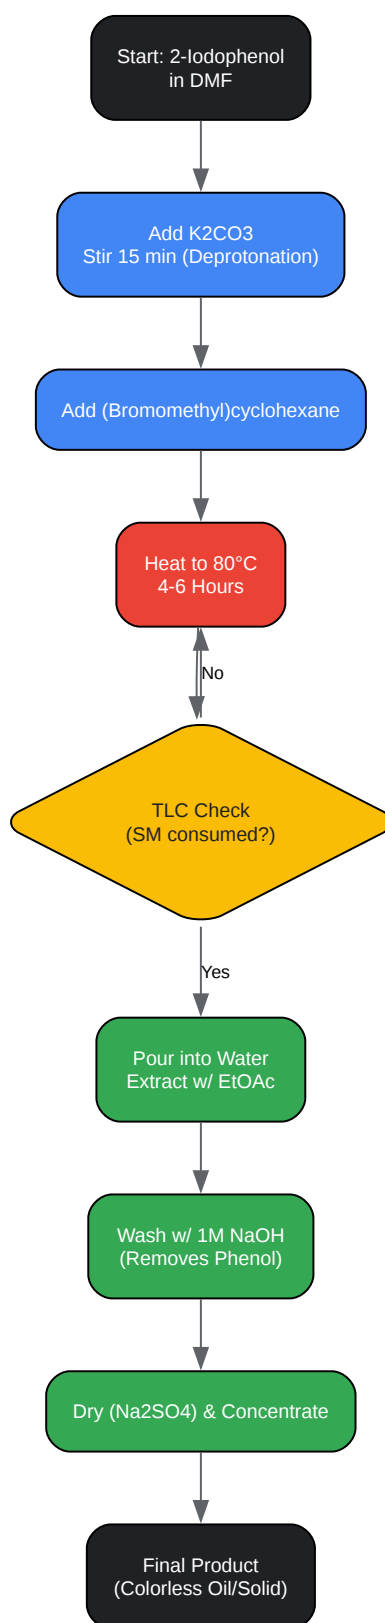 Start: 2-Iodophenol
in DMF
Add K2CO3
Stir 15 min (Deprotonation)
Add (Bromomethyl)cyclohexane
Heat to 80°C
4-6 Hours
No
TLC Check
(SM consumed?)
Yes
Pour into Water
Extract w/ EtOAc
Wash w/ 1M NaOH
(Removes Phenol)
Dry (Na2SO4) & Concentrate
Final Product
(Colorless Oil/Solid)